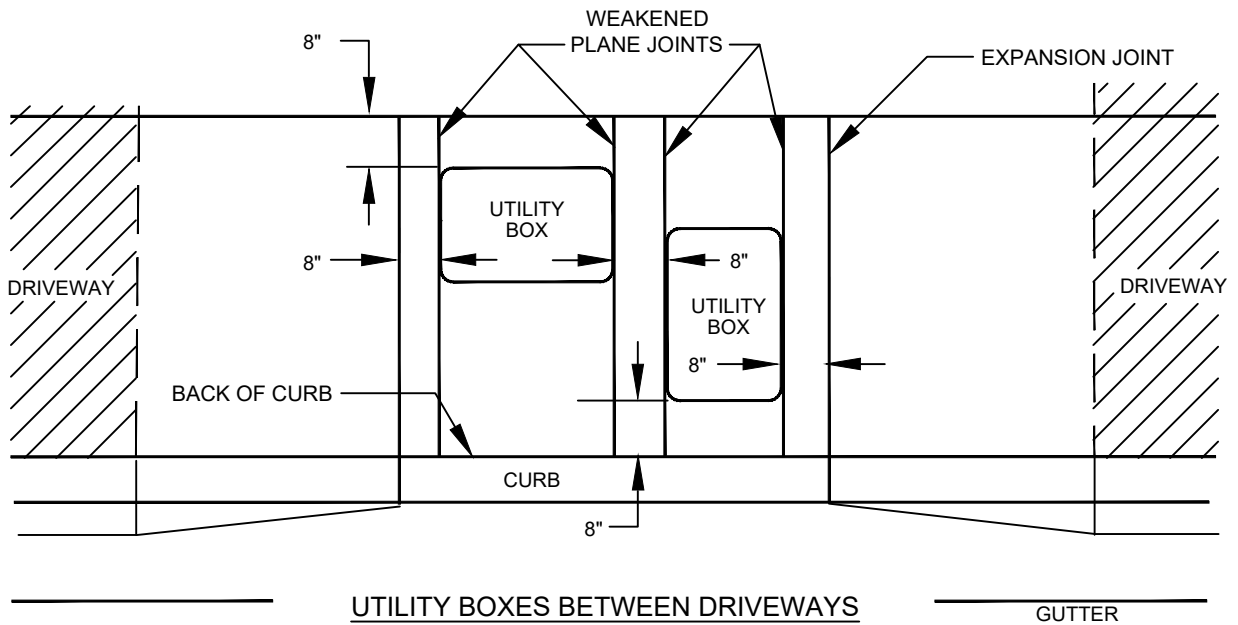 WEAKENED
PLANE JOINTS
8"
EXPANSION JOINT
UTILITY
BOX
8"
8"
DRIVEWAY
DRIVEWAY
UTILITY
BOX
8"
BACK OF CURB
CURB
8"
UTILITY BOXES BETWEEN DRIVEWAYS
GUTTER